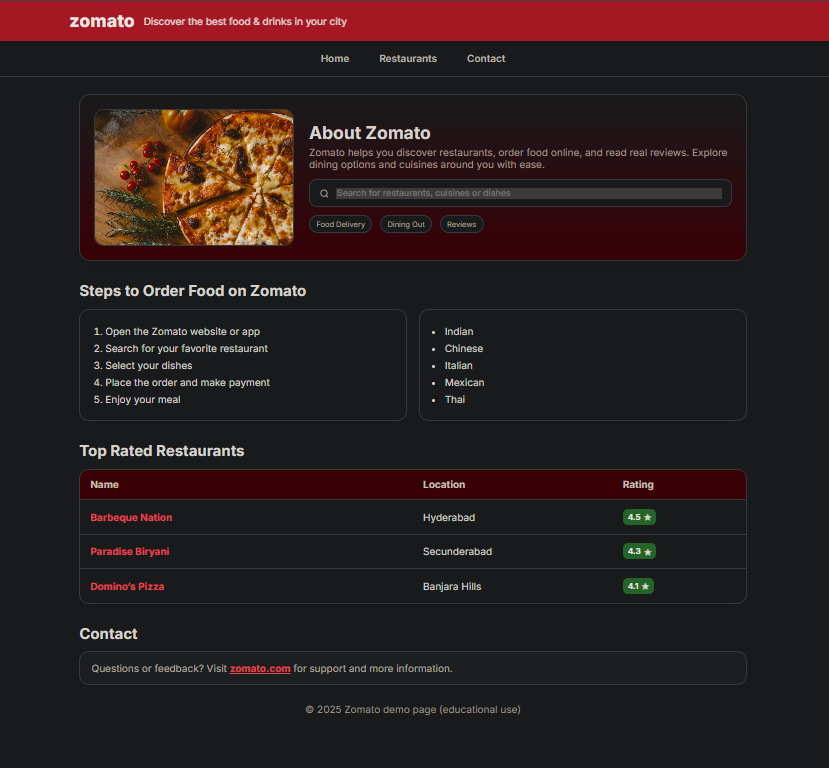 zomato Discover the best food & drinks in your city
Home Restaurants Contact
About Zomato
Zomato helps you discover restaurants, order food online, and read real reviews. Explore
dining options and cuisines around you with ease.
Search for restaurants, cuisines or dishes
Food Delivery Dining Out Reviews
Steps to Order Food on Zomato
1. Open the Zomato website or app
2. Search for your favorite restaurant
3. Select your dishes
4. Place the order and make payment
5. Enjoy your meal
• Indian
• Chinese
• Italian
• Mexican
• Thai
Top Rated Restaurants
Name Location Rating
Barbeque Nation Hyderabad 4.5 ★
Paradise Biryani Secunderabad 4.3 ★
Domino’s Pizza Banjara Hills 4.1 ★
Contact
Questions or feedback? Visit zomato.com for support and more information.
© 2025 Zomato demo page (educational use)